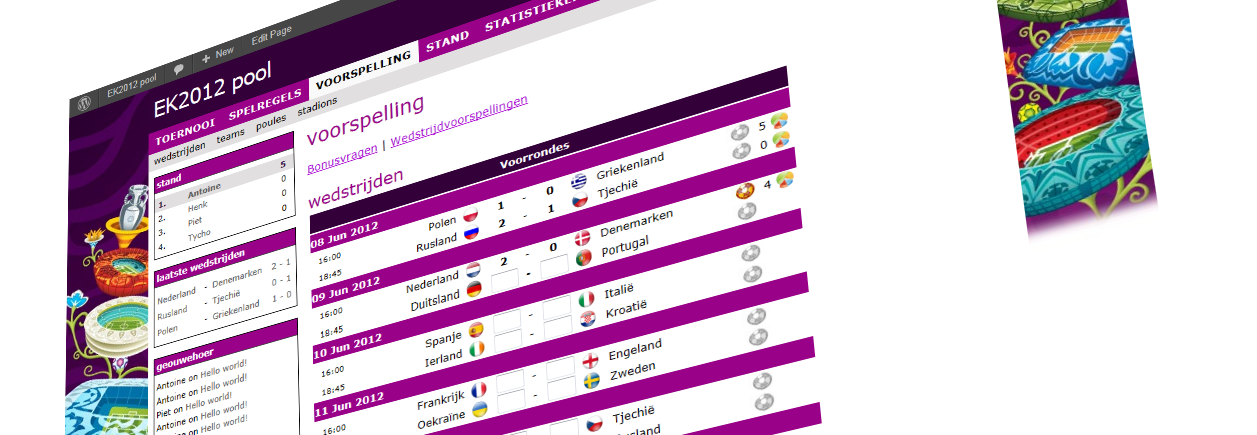 EK2012 pool New Edit Page
EK2012 pool
TOERNOOI SPELREGELS VOORSPELLING STAND
wedstrijden teams poules stadions
stand
1. Antoine 5
2. Henk 0
3. Piet 0
4. Tycho 0
laatste wedstrijden
Nederland - Denemarken 2 - 1
Rusland - Tjechië 0 - 1
Polen - Griekenland 1 - 0
geouwehoer
Antoine on Hello world!
Antoine on Hello world!
Piet on Hello world!
Antoine on Hello world!
Antoine on Hello world!
voorspelling
Bonusvragen | Wedstrijdvoorspellingen
wedstrijden
Voorrondes
08 Jun 2012
16:00 Polen 1 - 0 Griekenland 5
18:45 Rusland 2 - 1 Tjechië 0
09 Jun 2012
16:00 Nederland 2 - 0 Denemarken 4
18:45 Duitsland - Portugal
10 Jun 2012
16:00 Spanje - Italië
18:45 Ierland - Kroatië
11 Jun 2012
16:00 Frankrijk - Engeland
Oekraïne - Zweden
Tjechië